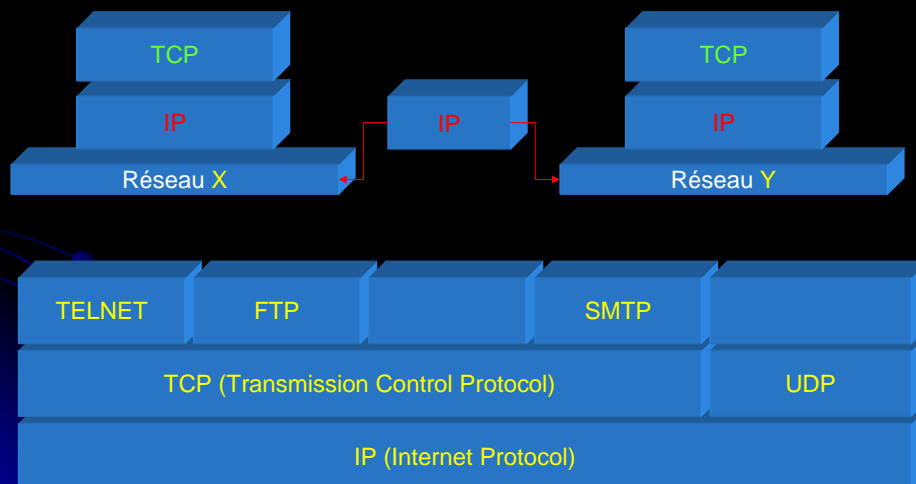 TCP
TCP
IP
IP
IP
Réseau X
Réseau Y
TELNET
FTP
SMTP
TCP (Transmission Control Protocol)
UDP
IP (Internet Protocol)